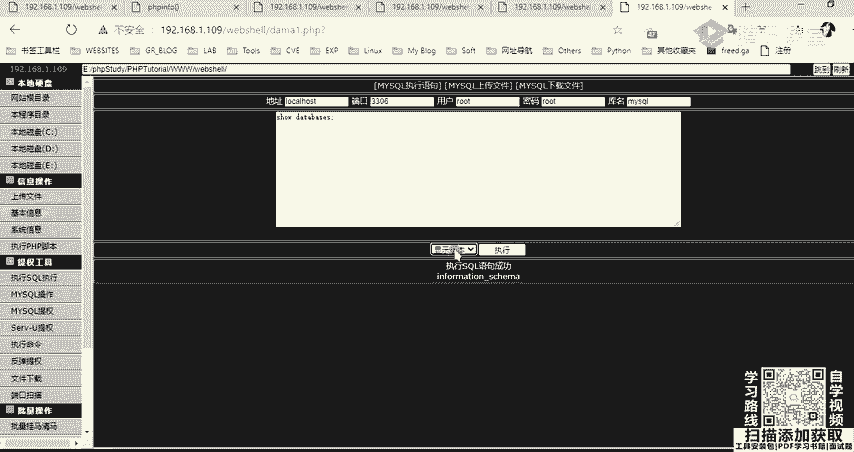 192.168.1.109/webshell phpinfo() 192.168.1.109/webshell 192.168.1.109/webshell 192.168.1.109/webshell 192.168.1.109/webshell
不安全 192.168.1.109/webshell/dama1.php?
书签工具栏 WEBSITES GR_BLOG LAB Tools CVE EXP Linux My Blog Soft 网址导航 Others Python 其他收藏夹 freed.ga 注册
192.168.1.109 E:/phpStudy/PHPTutorial/WWW/webshell/ 跳到 刷新
本地硬盘
网站根目录
本程序目录
本地磁盘(C:)
本地磁盘(D:)
本地磁盘(E:)
信息操作
上传文件
基本信息
系统信息
执行PHP脚本
提权工具
执行SQL执行
MYSQL操作
MYSQL提权
Serv-U提权
执行命令
反弹提权
文件下载
端口扫描
批量操作
批量挂马清马
[MYSQL执行语句] [MYSQL上传文件] [MYSQL下载文件]
地址 localhost 端口 3306 用户 root 密码 root 库名 mysql
show databases;
执行
执行SQL语句成功
information_schema
学习路线
自学视频
扫描添加获取
工具安装包|PDF学习书籍|面试题